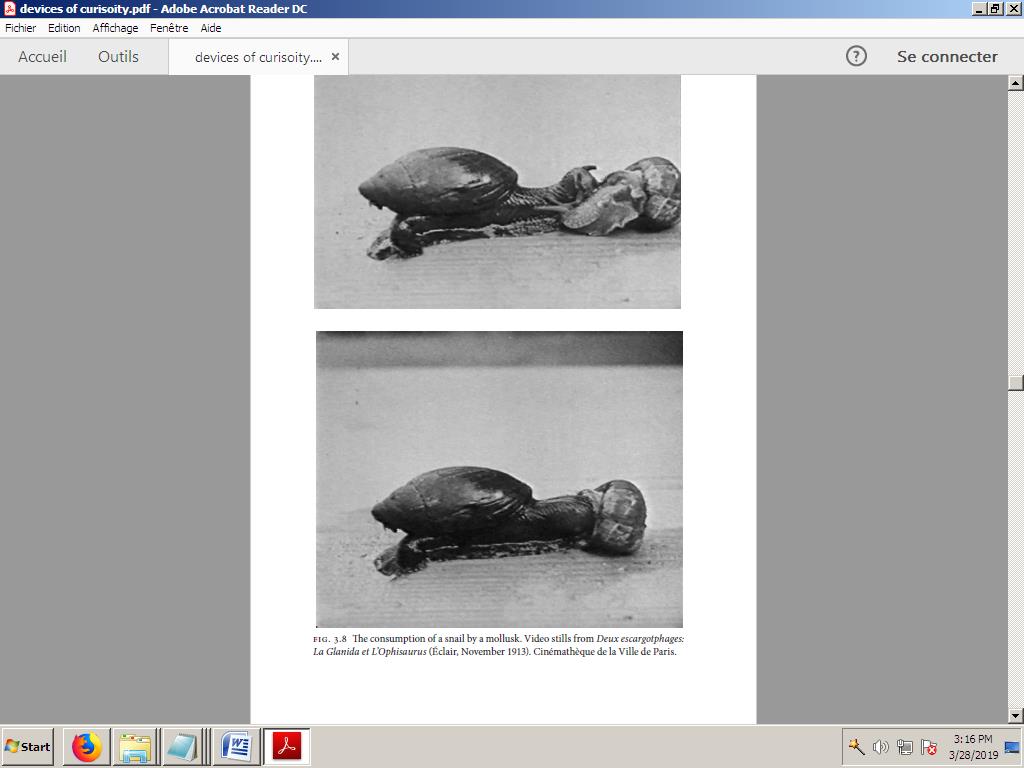 devices of curisoity.pdf - Adobe Acrobat Reader DC
Fichier Edition Affichage Fenêtre Aide
Accueil Outils devices of curisoity.... × ? Se connecter
FIG. 3.8 The consumption of a snail by a mollusk. Video stills from Deux escargotphages:
La Glanida et L'Ophisaurus (Éclair, November 1913). Cinémathèque de la Ville de Paris.
Start
3:16 PM
3/28/2019